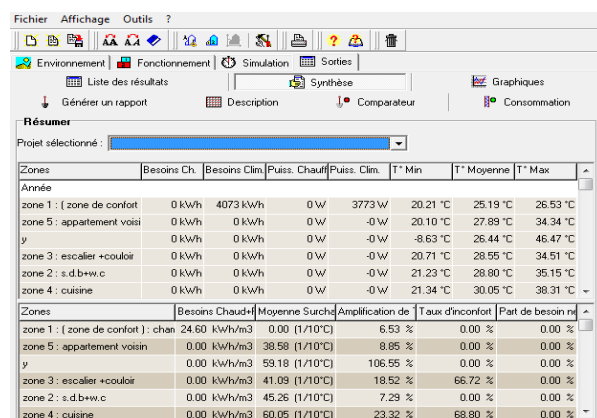 Fichier Affichage Outils ?
Environnement Fonctionnement Simulation Sorties
Liste des résultats Synthèse Graphiques
Générer un rapport Description Comparateur Consommation
Résumer
Projet sélectionné :
Zones Besoins Ch. Besoins Clim. Puiss. Chauff Puiss. Clim. T° Min T° Moyenne T° Max
Année
zone 1 : ( zone de confort 0 kWh 4073 kWh 0 W 3773 W 20.21 °C 25.19 °C 26.53 °C
zone 5 : appartement voisi 0 kWh 0 kWh 0 W -0 W 20.10 °C 27.89 °C 34.34 °C
y 0 kWh 0 kWh 0 W -0 W -8.63 °C 26.44 °C 46.47 °C
zone 3 : escalier +couloir 0 kWh 0 kWh 0 W -0 W 20.71 °C 28.55 °C 34.51 °C
zone 2 : s.d.b+w.c 0 kWh 0 kWh 0 W -0 W 21.23 °C 28.80 °C 35.15 °C
zone 4 : cuisine 0 kWh 0 kWh 0 W -0 W 21.34 °C 30.05 °C 38.31 °C
Zones Besoins Chaud+f Moyenne Surcha Amplification de Taux d'inconfort Part de besoin ne
zone 1 : ( zone de confort ) : chan 24.60 kWh/m3 0.00 (1/10°C) 6.53 % 0.00 % 0.00 %
zone 5 : appartement voisin 0.00 kWh/m3 38.58 (1/10°C) 8.85 % 0.00 % 0.00 %
y 0.00 kWh/m3 59.18 (1/10°C) 106.55 % 0.00 % 0.00 %
zone 3 : escalier +couloir 0.00 kWh/m3 41.09 (1/10°C) 18.52 % 66.72 % 0.00 %
zone 2 : s.d.b+w.c 0.00 kWh/m3 45.26 (1/10°C) 7.29 % 0.00 % 0.00 %
zone 4 : cuisine 0.00 kWh/m3 60.05 (1/10°C) 23.32 % 68.80 % 0.00 %